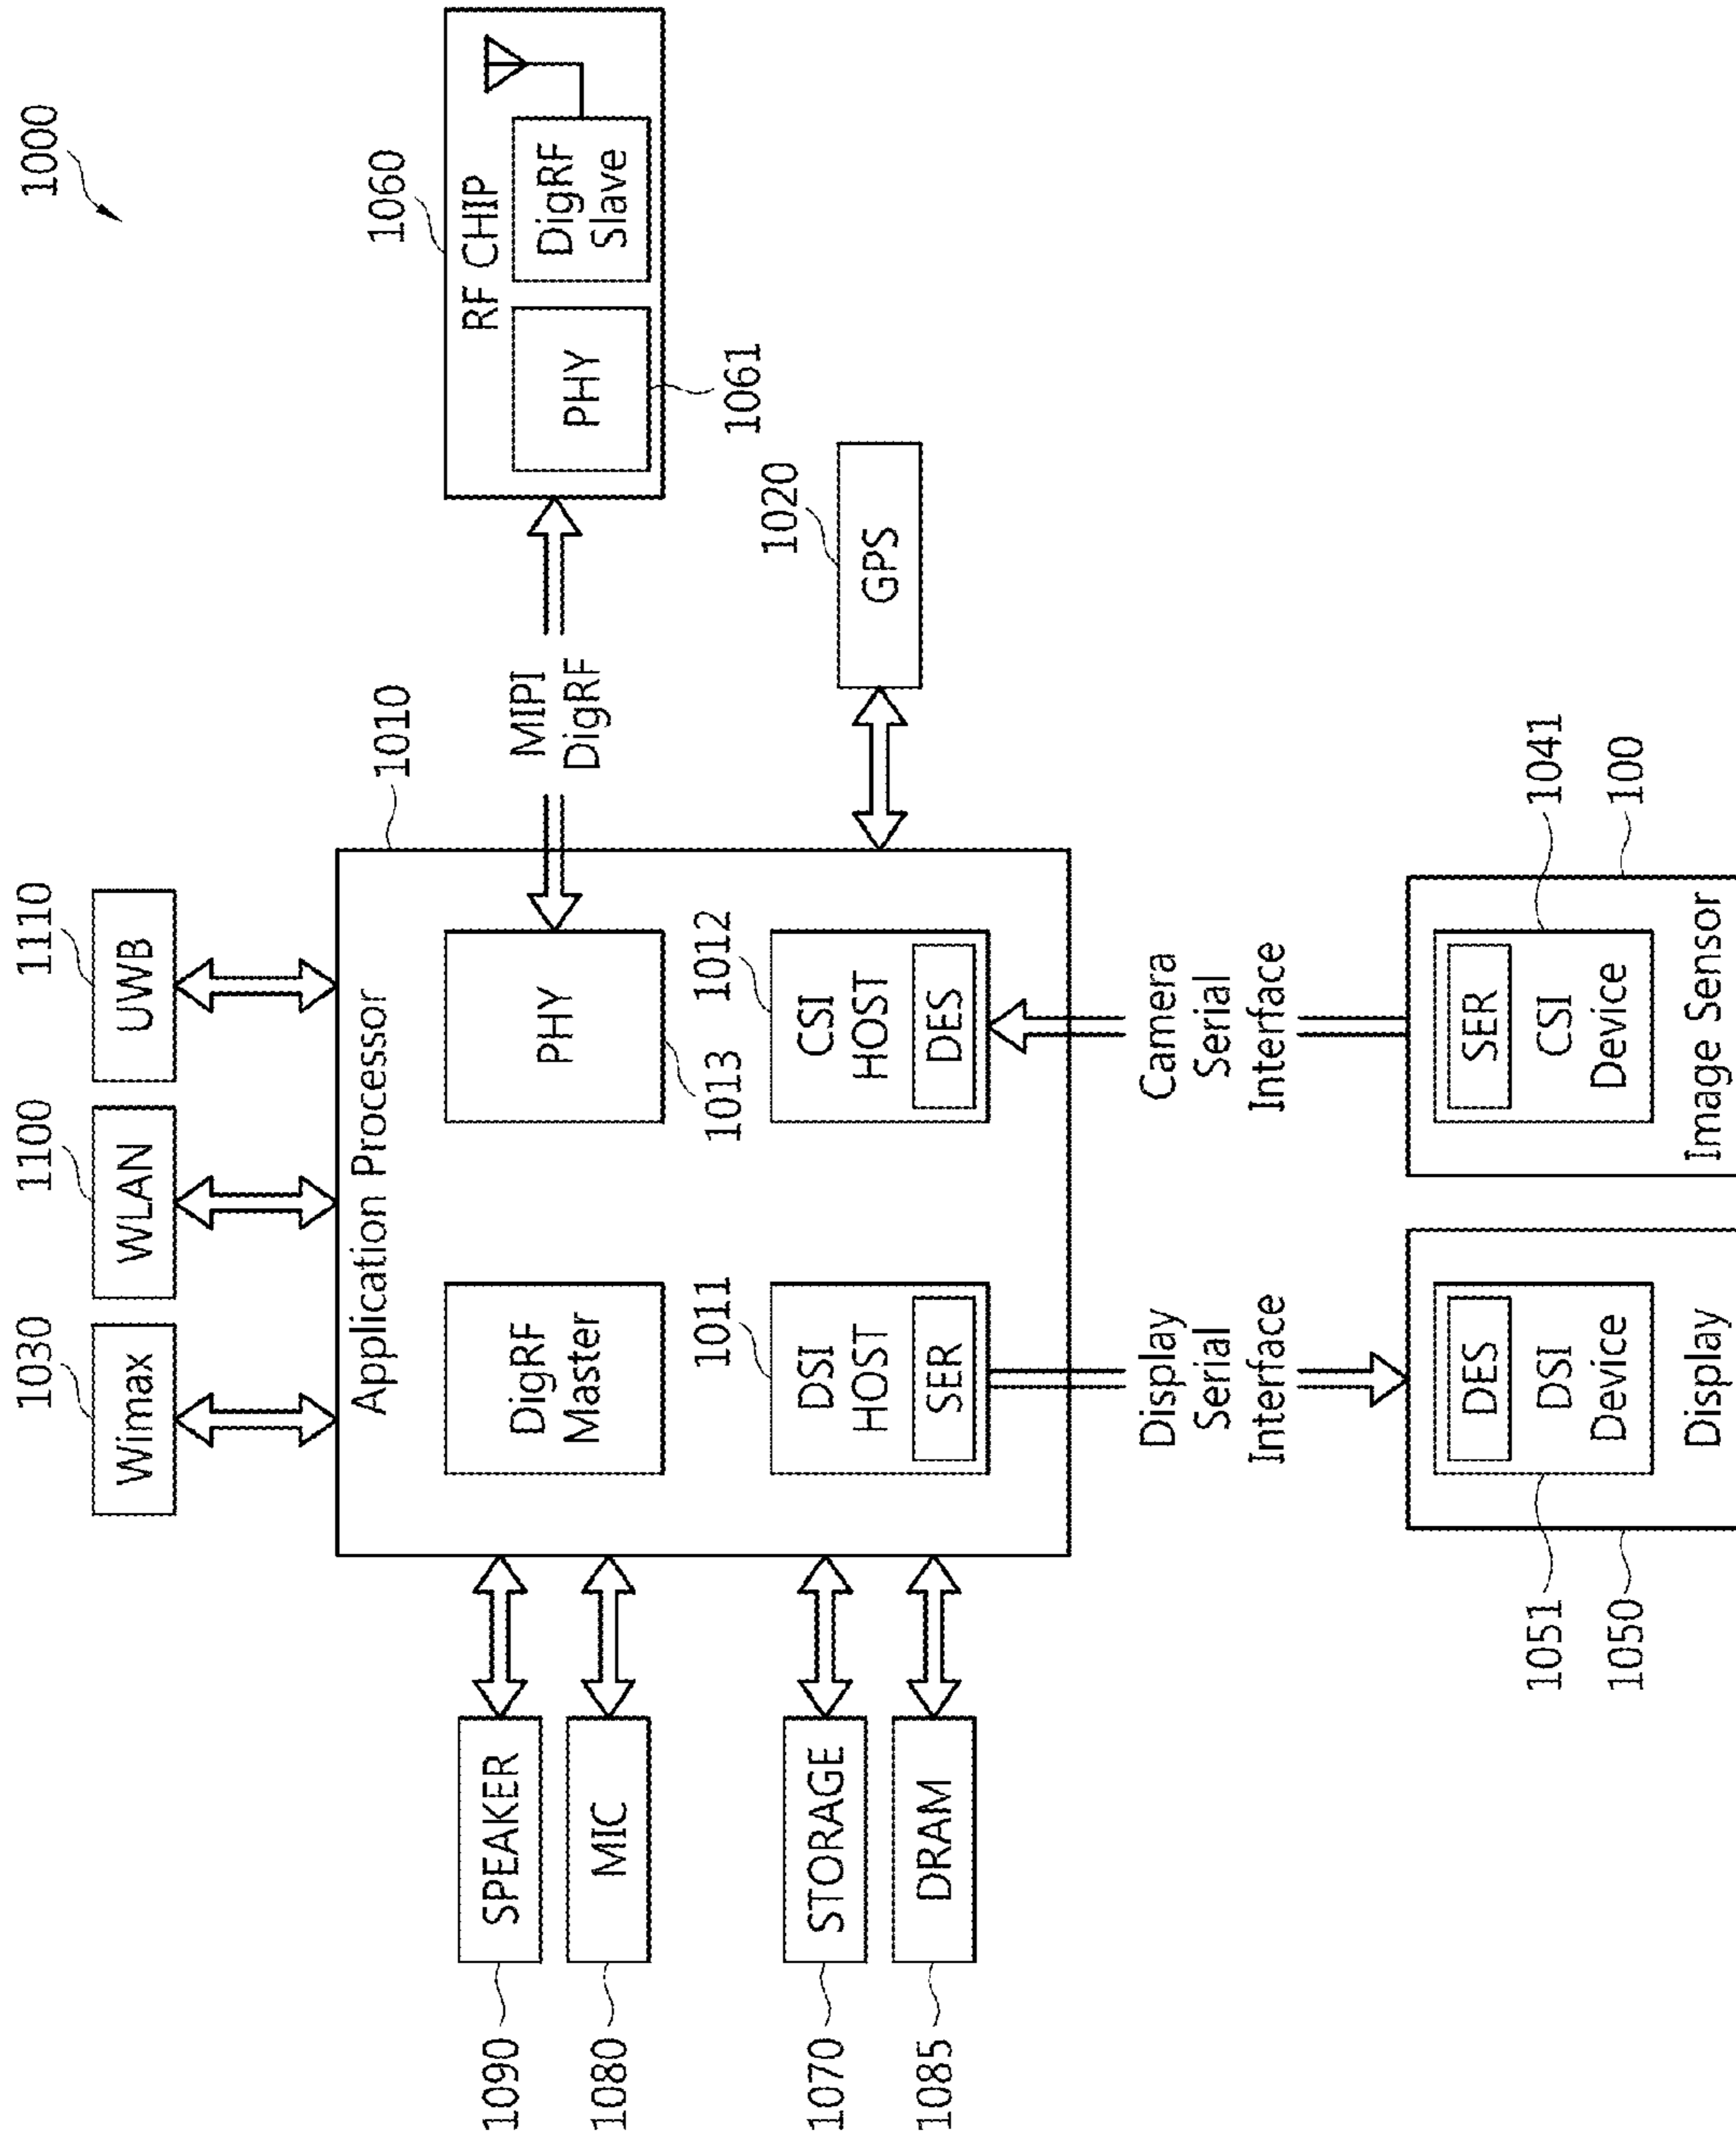 1000
1030
1100
1110
Wimax
WLAN
UWB
1010
1060
Application Processor
RF CHIP
1090
SPEAKER
DigRF
Master
PHY
MIPI
DigRF
PHY
DigRF
Slave
1080
MIC
1013
1061
1011
1012
1020
1070
STORAGE
DSI
HOST
SER
CSI
HOST
DES
GPS
1085
DRAM
Display
Serial
Interface
Camera
Serial
Interface
1051
DES
DSI
Device
SER
CSI
Device
1041
1050
100
Display
Image Sensor